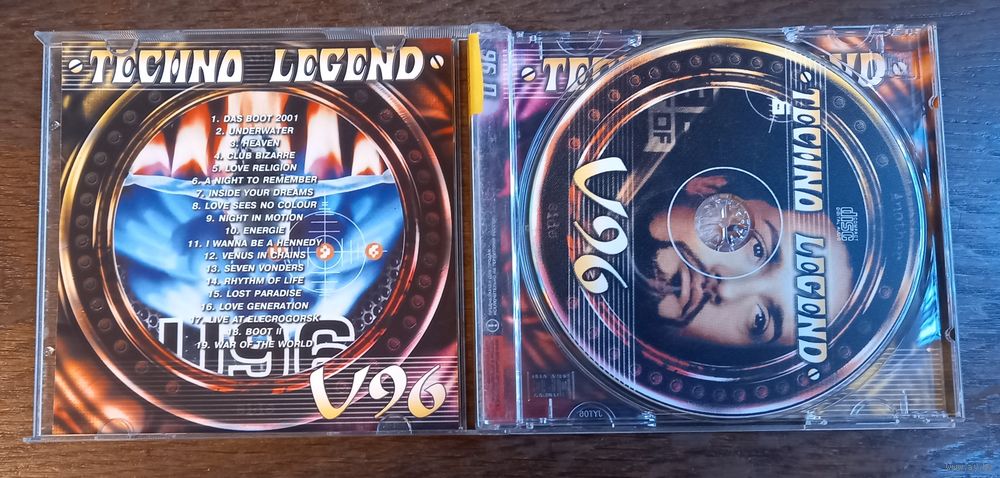 TECHNO LEGEND
1. DAS BOOT 2001
2. UNDERWATER
3. HEAVEN
4. CLUB BIZARRE
5. LOVE RELIGION
6. A NIGHT TO REMEMBER
7. INSIDE YOUR DREAMS
8. LOVE SEES NO COLOUR
9. NIGHT IN MOTION
10. ENERGIE
11. I WANNA BE A HENNEDY
12. VENUS IN CHAINS
13. SEVEN VONDERS
14. RHYTHM OF LIFE
15. LOST PARADISE
16. LOVE GENERATION
17. LIVE AT ELECROGORSK
18. BOOT II
19. WAR OF THE WORLD
U96
U96
U96
TECHNO LEGEND
U96
disc